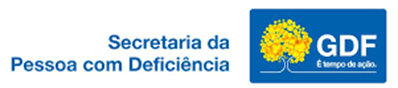 Secretaria da
Pessoa com Deficiência
GDF
É tempo de ação.